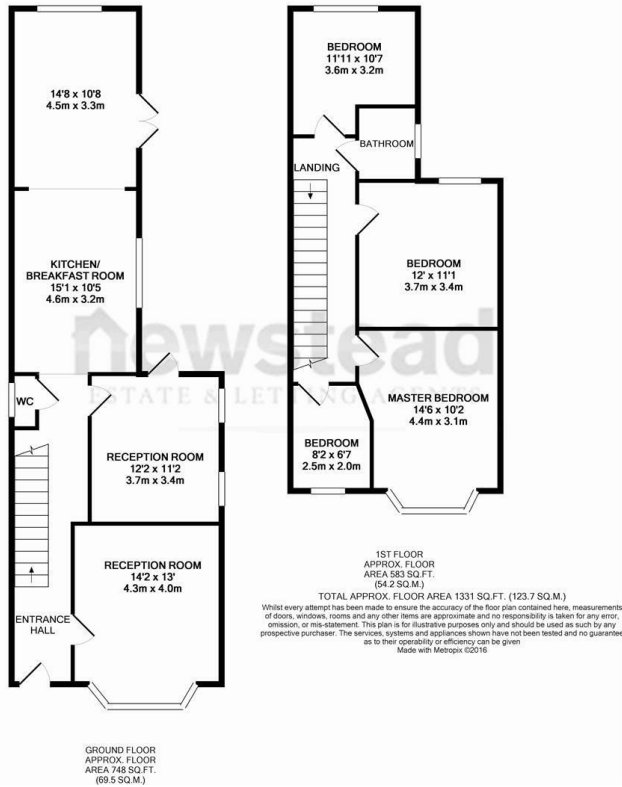 14'8 x 10'8
4.5m x 3.3m
KITCHEN/
BREAKFAST ROOM
15'1 x 10'5
4.6m x 3.2m
WC
RECEPTION ROOM
12'2 x 11'2
3.7m x 3.4m
RECEPTION ROOM
14'2 x 13'
4.3m x 4.0m
ENTRANCE
HALL
GROUND FLOOR
APPROX. FLOOR
AREA 748 SQ.FT.
(69.5 SQ.M.)
BEDROOM
11'11 x 10'7
3.6m x 3.2m
BATHROOM
LANDING
BEDROOM
12' x 11'1
3.7m x 3.4m
MASTER BEDROOM
14'6 x 10'2
4.4m x 3.1m
BEDROOM
8'2 x 6'7
2.5m x 2.0m
newstead
ESTATE & LETTING AGENTS
1ST FLOOR
APPROX. FLOOR
AREA 583 SQ.FT.
(54.2 SQ.M.)
TOTAL APPROX. FLOOR AREA 1331 SQ.FT. (123.7 SQ.M.)
Whilst every attempt has been made to ensure the accuracy of the floor plan contained here, measurements
of doors, windows, rooms and any other items are approximate and no responsibility is taken for any error,
omission, or mis-statement. This plan is for illustrative purposes only and should be used as such by any
prospective purchaser. The services, systems and appliances shown have not been tested and no guarantee
as to their operability or efficiency can be given
Made with Metropix ©2016